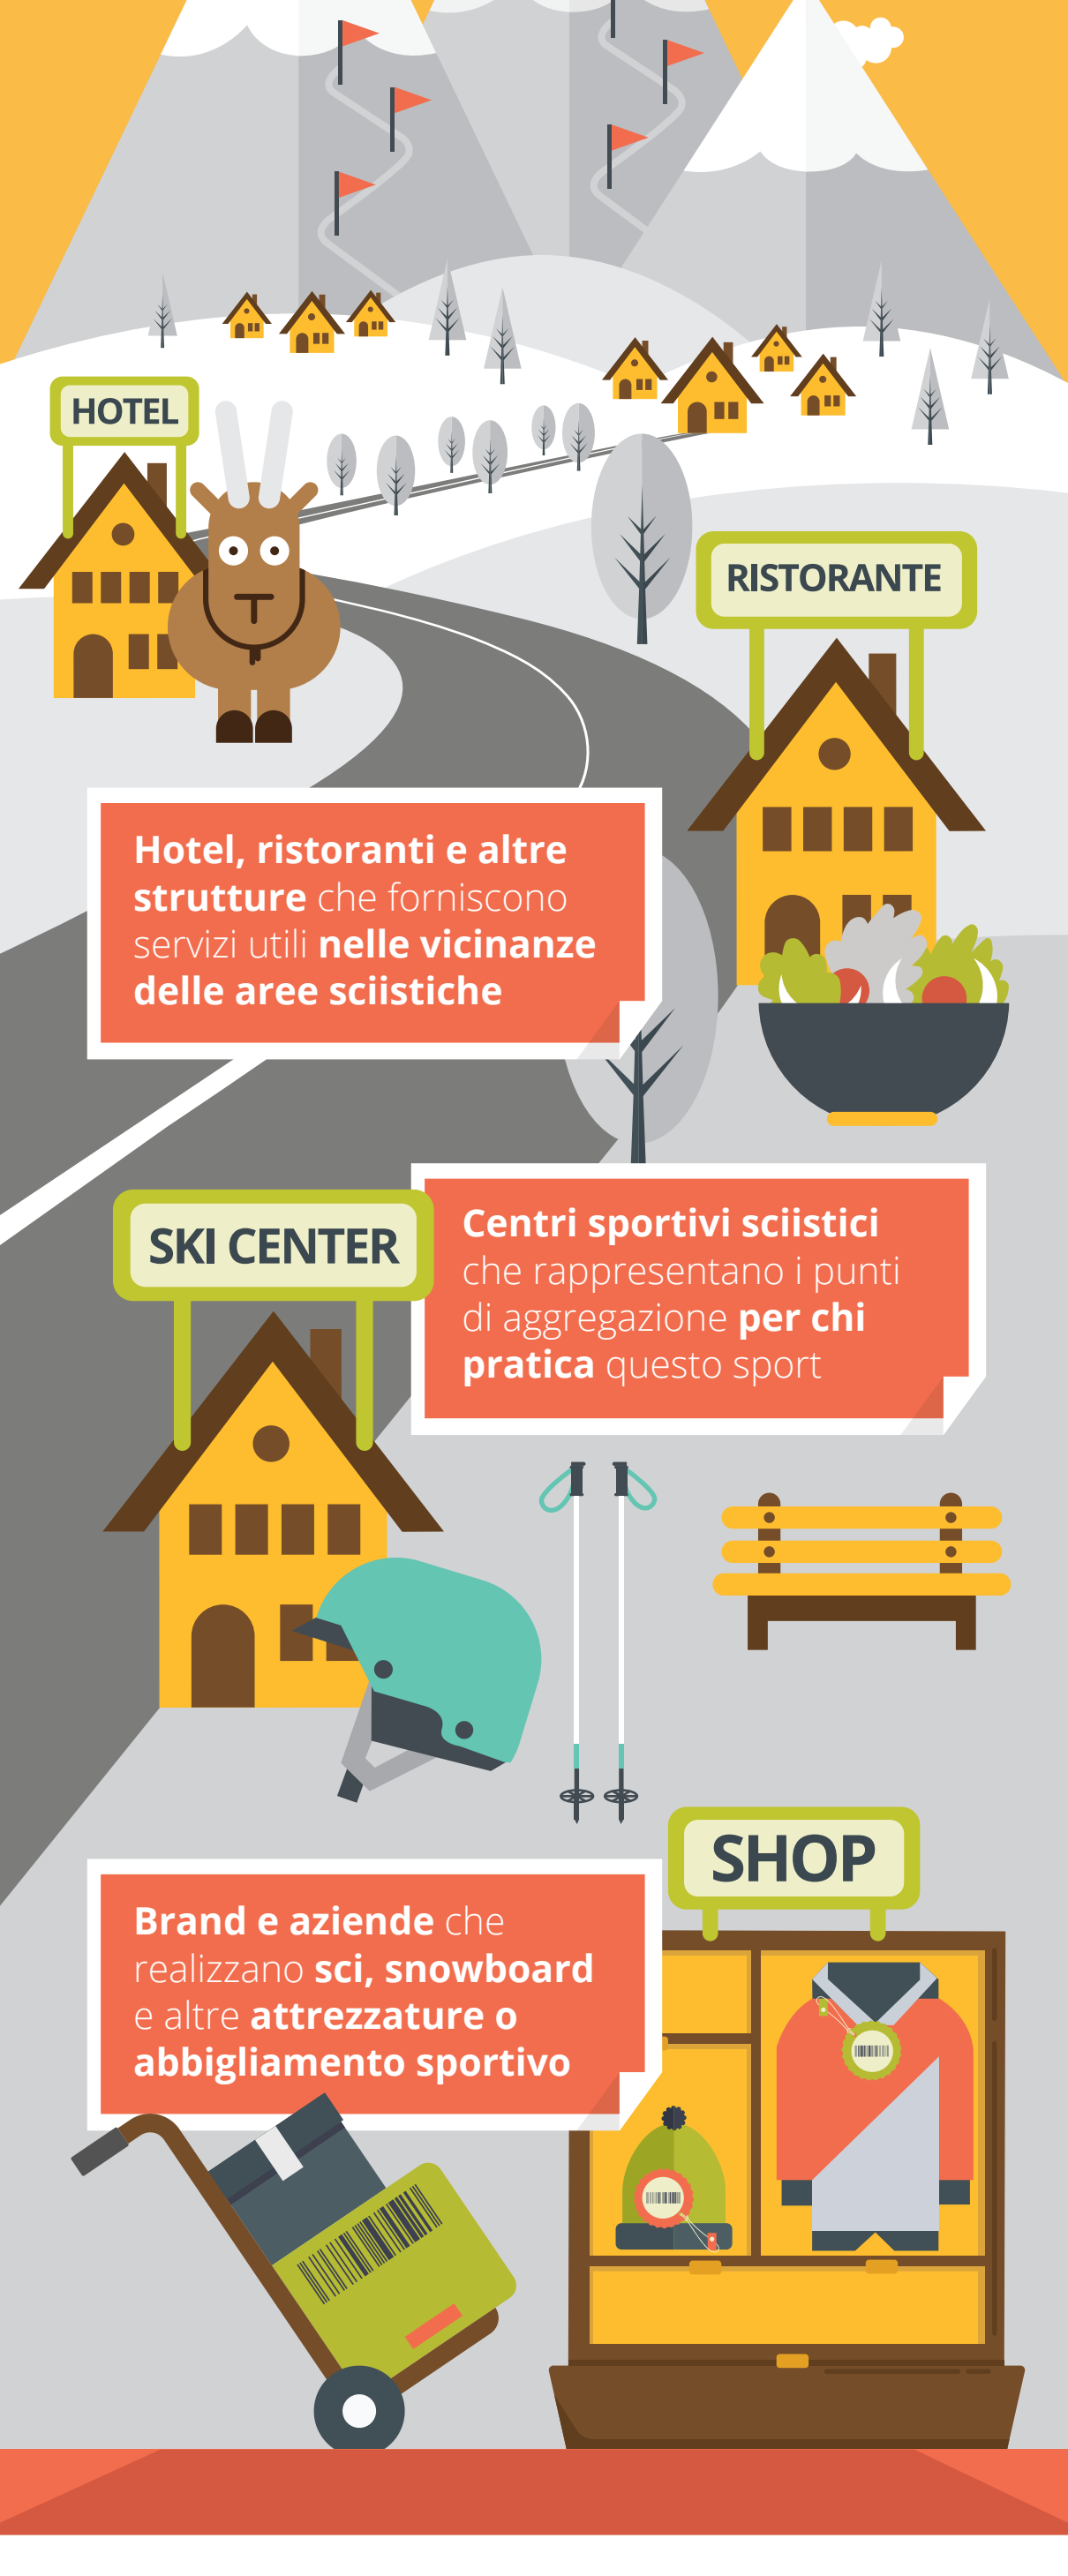 HOTEL
RISTORANTE
Hotel, ristoranti e altre
strutture che forniscono
servizi utili nelle vicinanze
delle aree sciistiche
SKI CENTER
Centri sportivi sciistici
che rappresentano i punti
di aggregazione per chi
pratica questo sport
SHOP
Brand e aziende che
realizzano sci, snowboard
e altre attrezzature o
abbigliamento sportivo